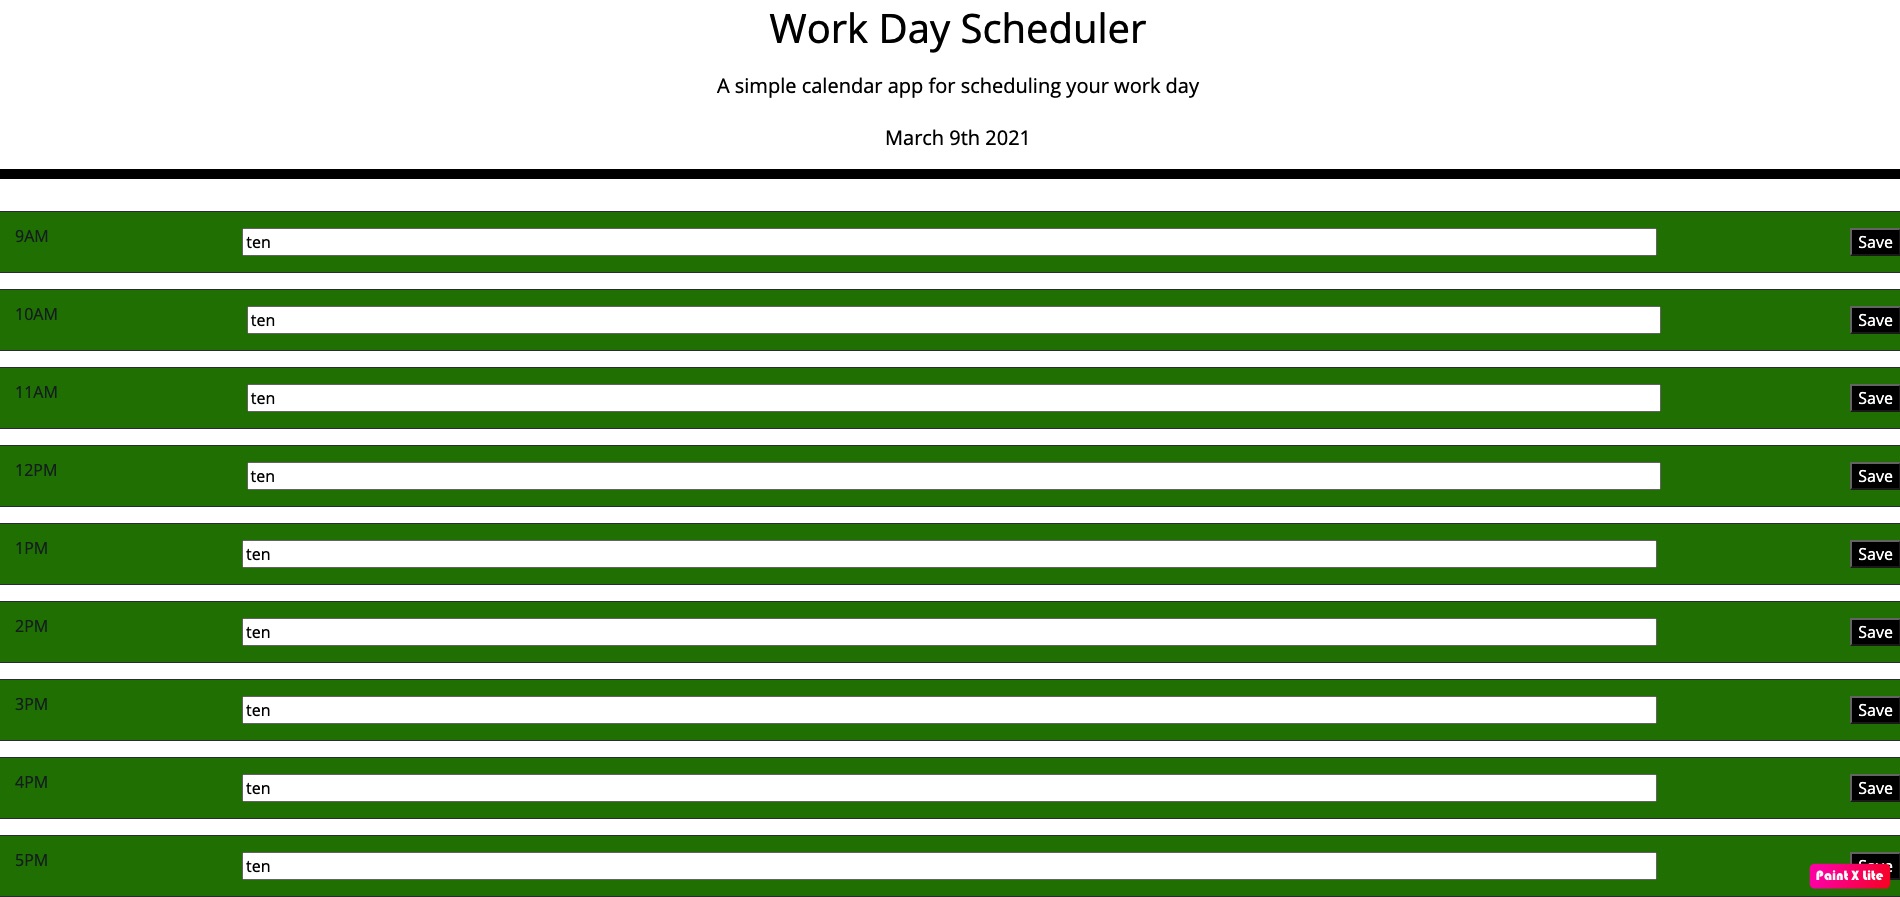 Work Day Scheduler
A simple calendar app for scheduling your work day
March 9th 2021
9AM ten Save
10AM ten Save
11AM ten Save
12PM ten Save
1PM ten Save
2PM ten Save
3PM ten Save
4PM ten Save
5PM ten Save
Paint X Lite